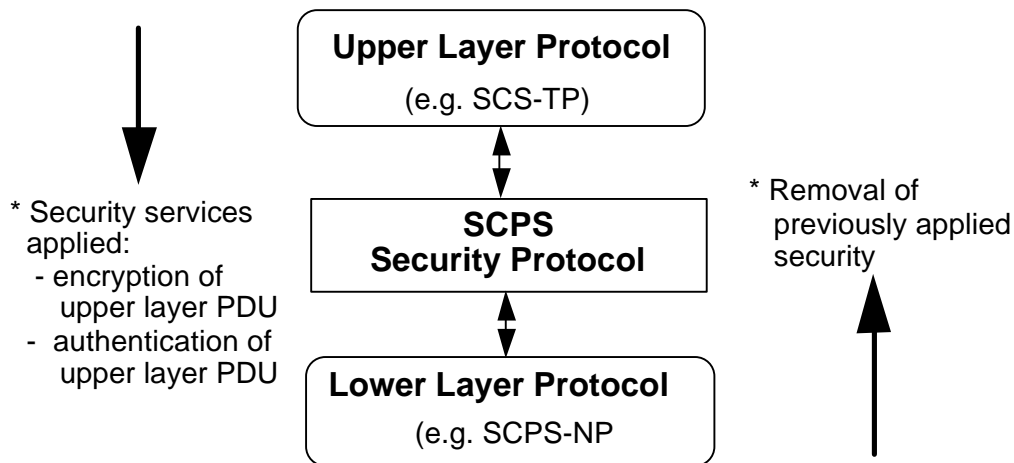 Upper Layer Protocol
(e.g. SCS-TP)
* Security services
applied:
- encryption of
upper layer PDU
- authentication of
upper layer PDU
SCPS
Security Protocol
* Removal of
previously applied
security
Lower Layer Protocol
(e.g. SCPS-NP